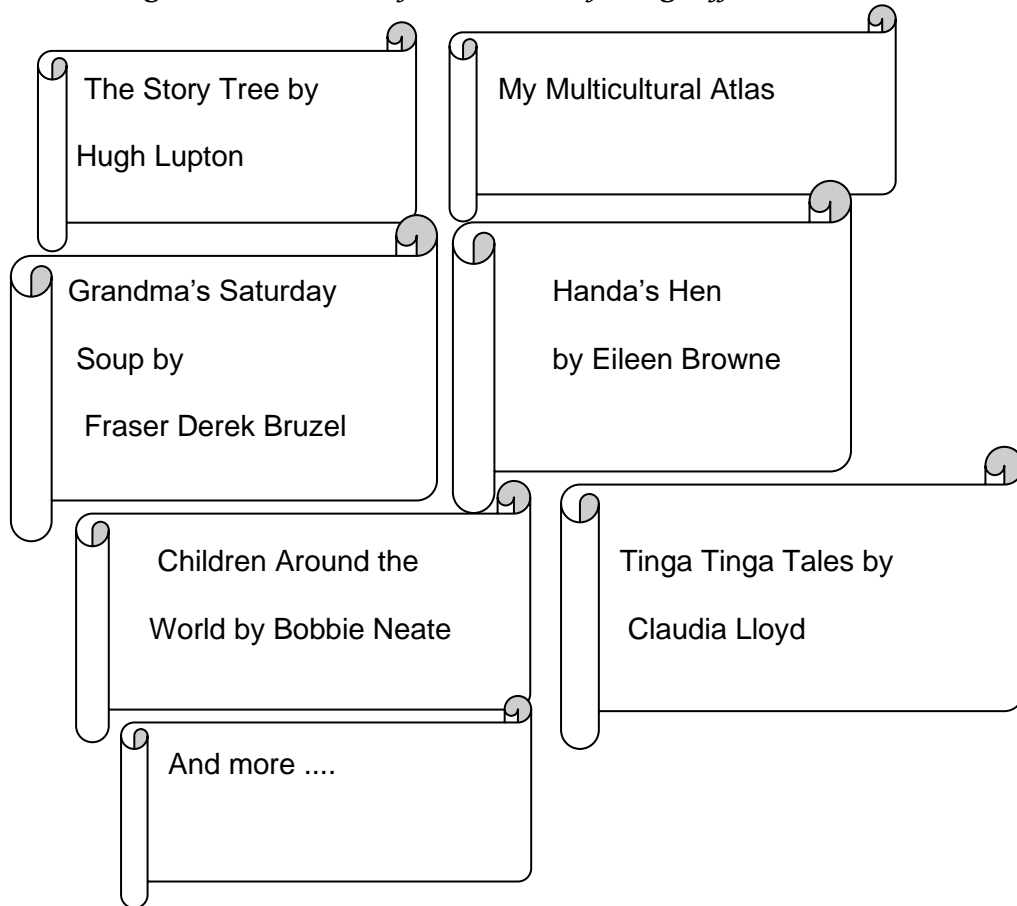 The Story Tree by
Hugh Lupton
My Multicultural Atlas
Grandma's Saturday
Soup by
Fraser Derek Bruzel
Handa's Hen
by Eileen Browne
Children Around the
World by Bobbie Neate
Tinga Tinga Tales by
Claudia Lloyd
And more ....